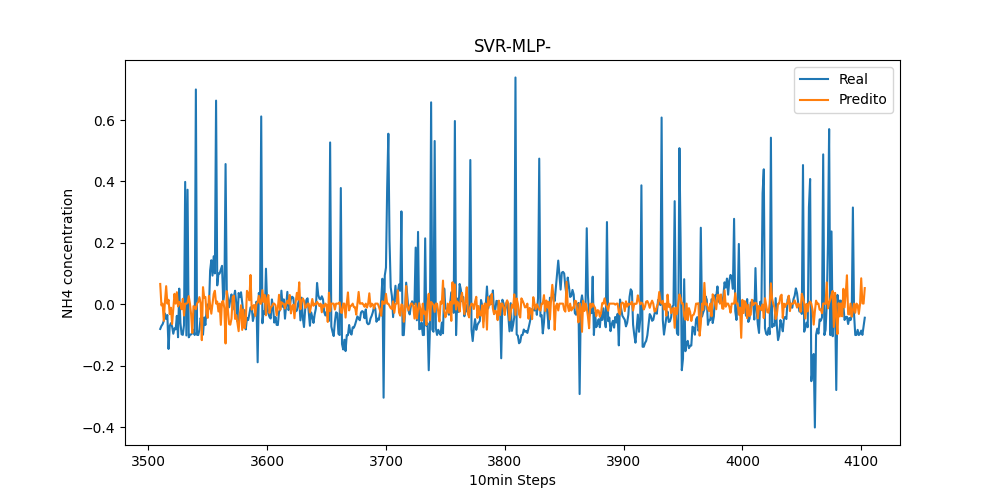 SVR-MLP-
Real
Predito
NH4 concentration
0.6
0.4
0.2
0.0
−0.2
−0.4
3500 3600 3700 3800 3900 4000 4100
10min Steps